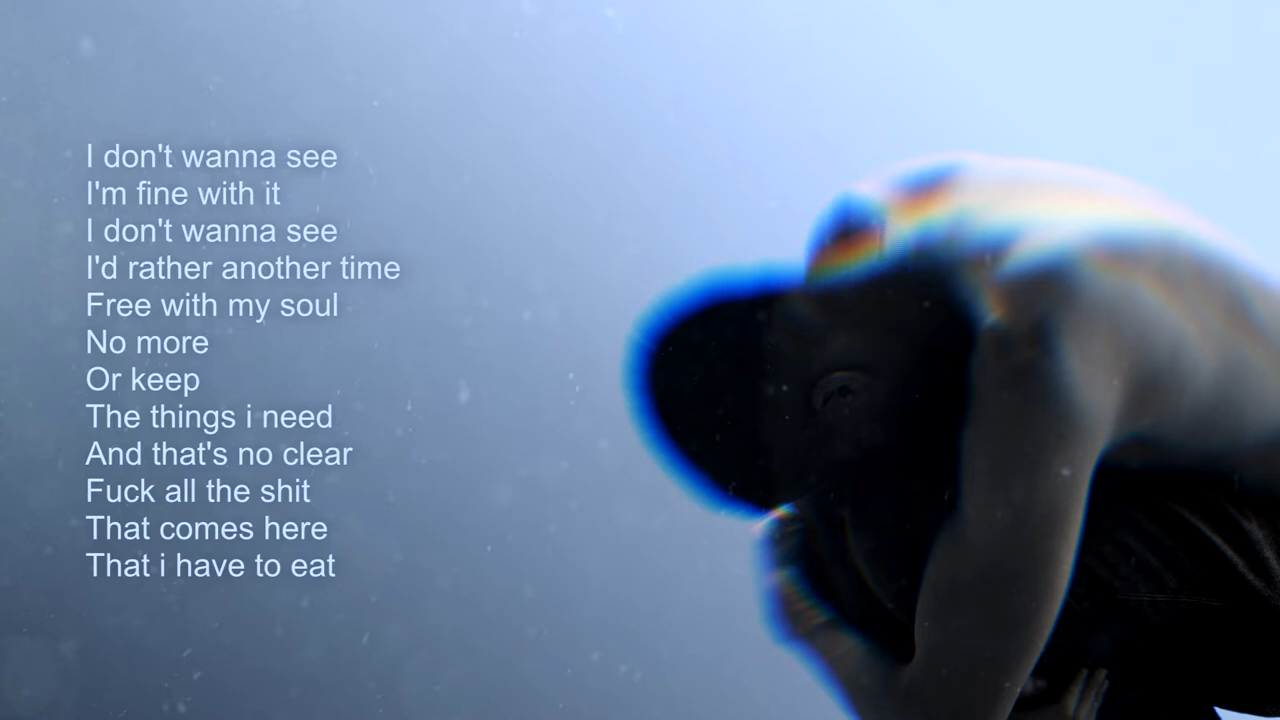 I don't wanna see
I'm fine with it
I don't wanna see
I'd rather another time
Free with my soul
No more
Or keep
The things i need
And that's no clear
Fuck all the shit
That comes here
That i have to eat